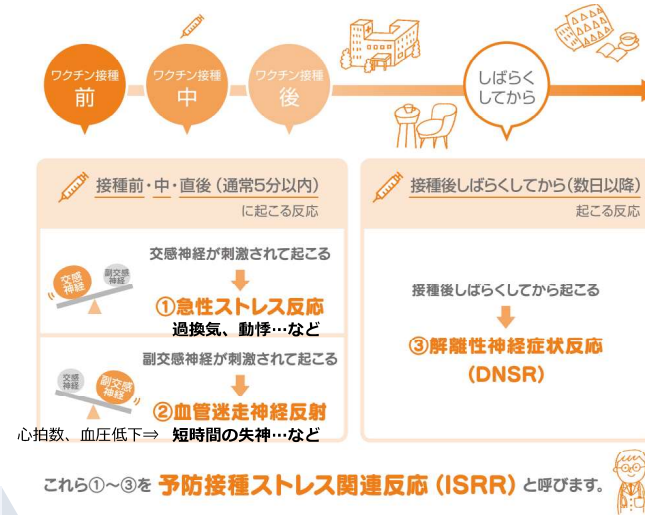 ワクチン接種
前
ワクチン接種
中
ワクチン接種
後
しばらく
してから
接種前・中・直後（通常5分以内）
に起こる反応
交感神経が刺激されて起こる
交感
神経
副交感
神経
①急性ストレス反応
過換気、動悸…など
副交感神経が刺激されて起こる
交感
神経
副交感
神経
②血管迷走神経反射
心拍数、血圧低下⇒ 短時間の失神…など
接種後しばらくしてから（数日以降）
起こる反応
接種後しばらくしてから起こる
③解離性神経症状反応
（DNSR）
これら①～③を 予防接種ストレス関連反応（ISRR）と呼びます。